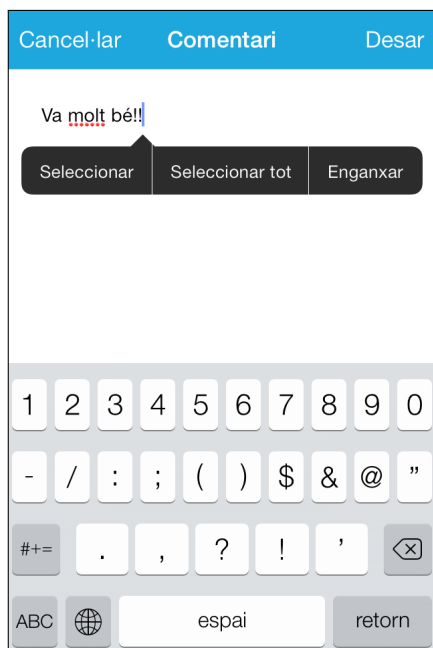 Cancel·lar Comentari Desar
Va molt bé!!
Seleccionar Seleccionar tot Enganxar
1 2 3 4 5 6 7 8 9 0
- / : ; ( ) $ & @ ”
#+= . , ? ! ’
ABC espai retorn